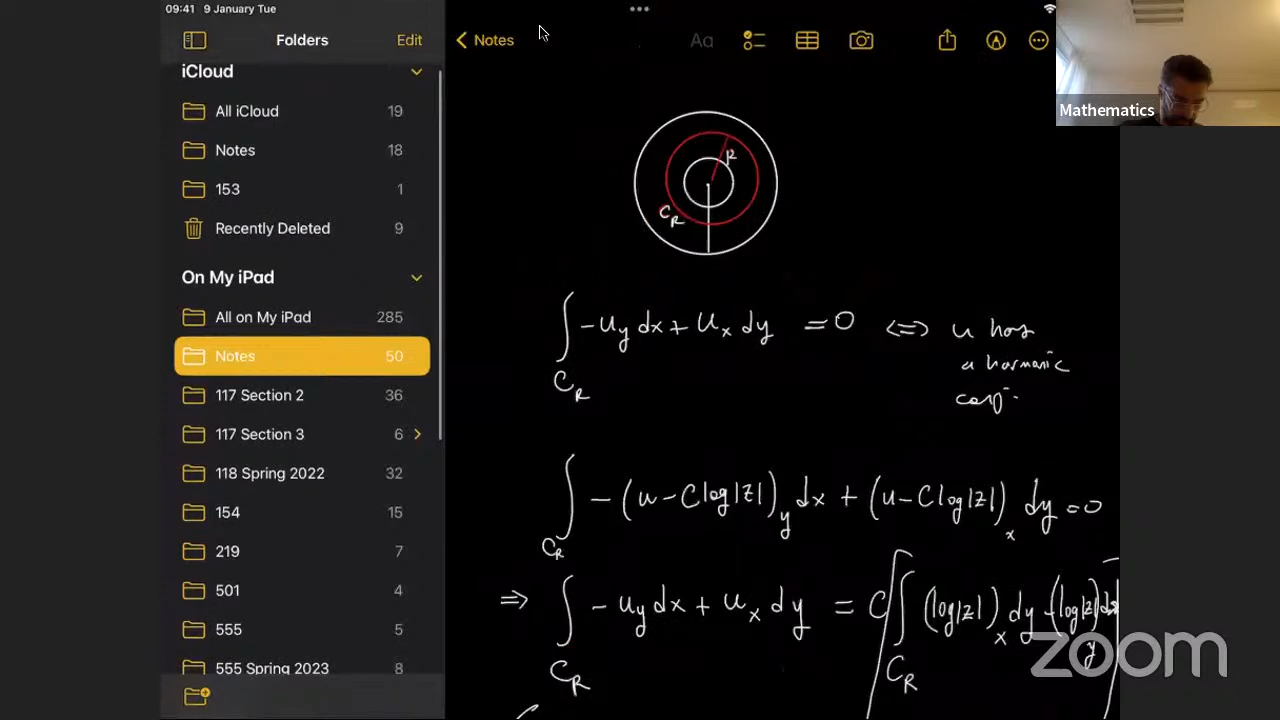 09:41 9 January Tue
Folders
Edit
iCloud
All iCloud 19
Notes 18
153 1
Recently Deleted 9
On My iPad
All on My iPad 285
Notes 50
117 Section 2 36
117 Section 3 6
118 Spring 2022 32
154 15
219 7
501 4
555 5
555 Spring 2023 8
Notes
Aa
Mathematics
R
C_R
∫_{C_R} -u_y dx + u_x dy = 0 <=> u has
a harmonic
conj.
∫_{C_R} -(u - C log|z|)_y dx + (u - C log|z|)_x dy = 0
=> ∫_{C_R} -u_y dx + u_x dy = C ∫_{C_R} (log|z|)_x dy - (log|z|)_y dx
zoom